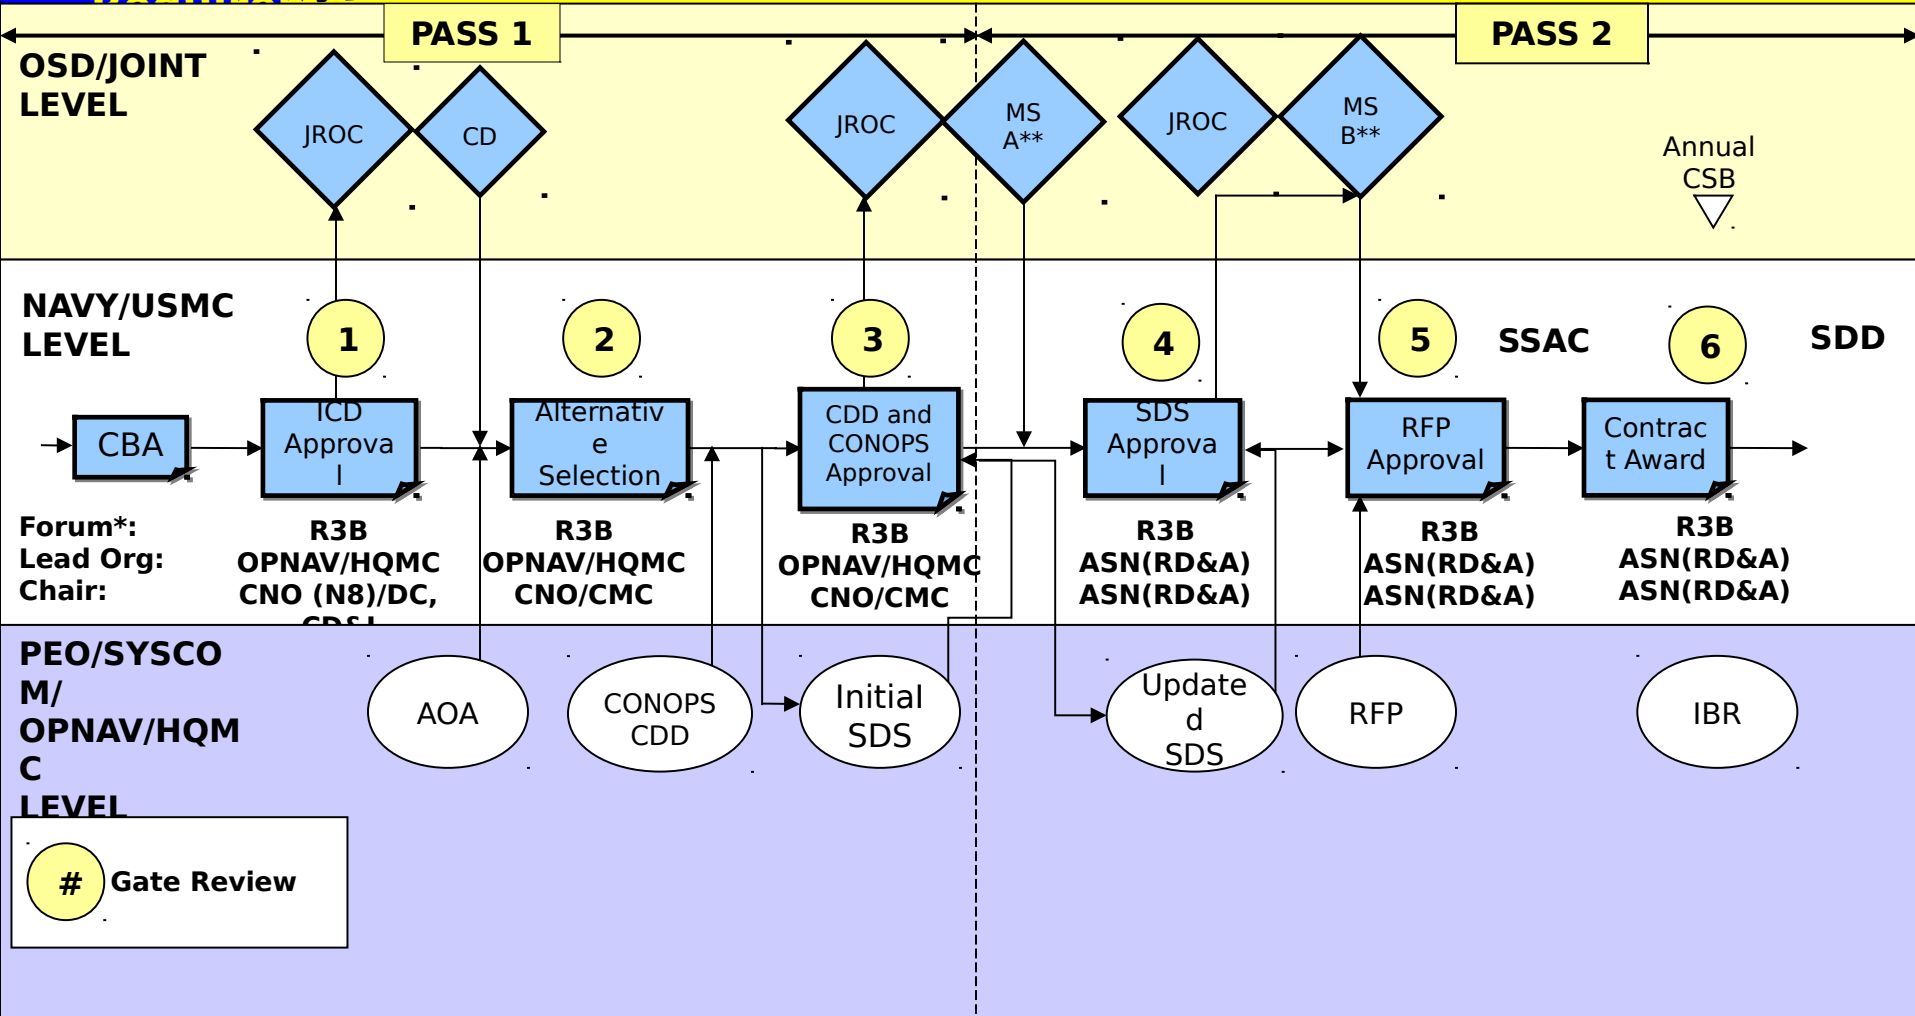 PASS 1
PASS 2
OSD/JOINT
LEVEL
JROC
CD
JROC
MS
A**
JROC
MS
B**
Annual
CSB
NAVY/USMC
LEVEL
1
2
3
4
5
SSAC
6
SDD
CBA
ICD
Approva
l
Alternativ
e
Selection
CDD and
CONOPS
Approval
SDS
Approva
l
RFP
Approval
Contrac
t Award
Forum*:
Lead Org:
Chair:
R3B
OPNAV/HQMC
CNO (N8)/DC,
CD&I
R3B
OPNAV/HQMC
CNO/CMC
R3B
OPNAV/HQMC
CNO/CMC
R3B
ASN(RD&A)
ASN(RD&A)
R3B
ASN(RD&A)
ASN(RD&A)
R3B
ASN(RD&A)
ASN(RD&A)
PEO/SYSCO
M/
OPNAV/HQM
C
LEVEL
AOA
CONOPS
CDD
Initial
SDS
Update
d
SDS
RFP
IBR
#
Gate Review